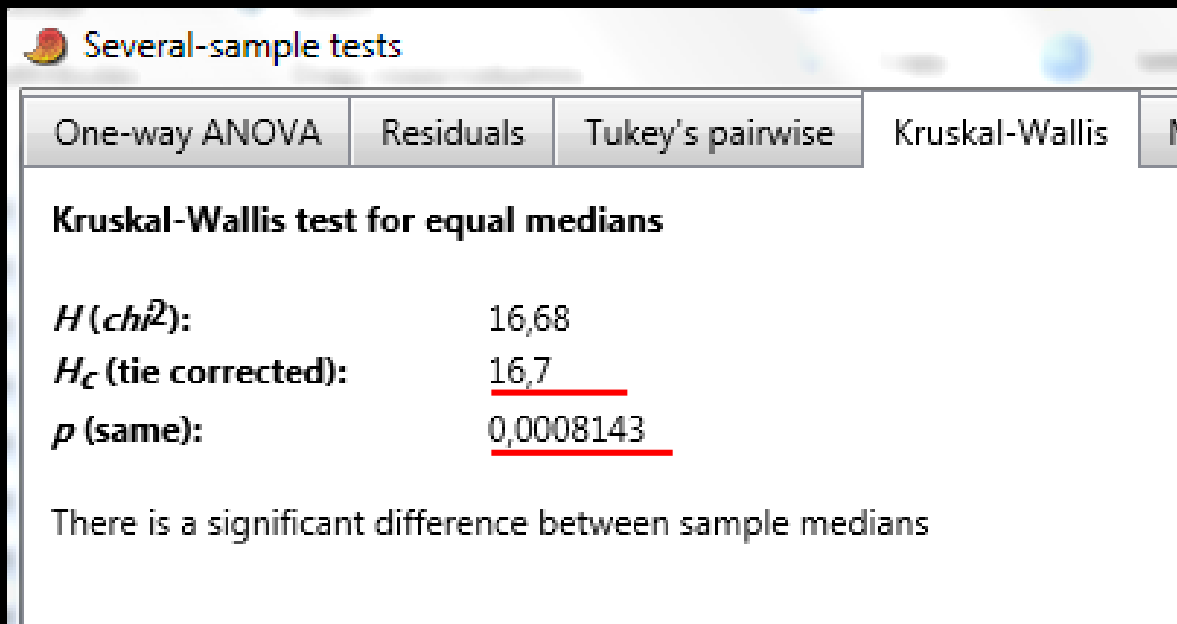 Several-sample tests
One-way ANOVA Residuals Tukey's pairwise Kruskal-Wallis
Kruskal-Wallis test for equal medians
H (chi2): 16,68
Hc (tie corrected): 16,7
p (same): 0,0008143
There is a significant difference between sample medians